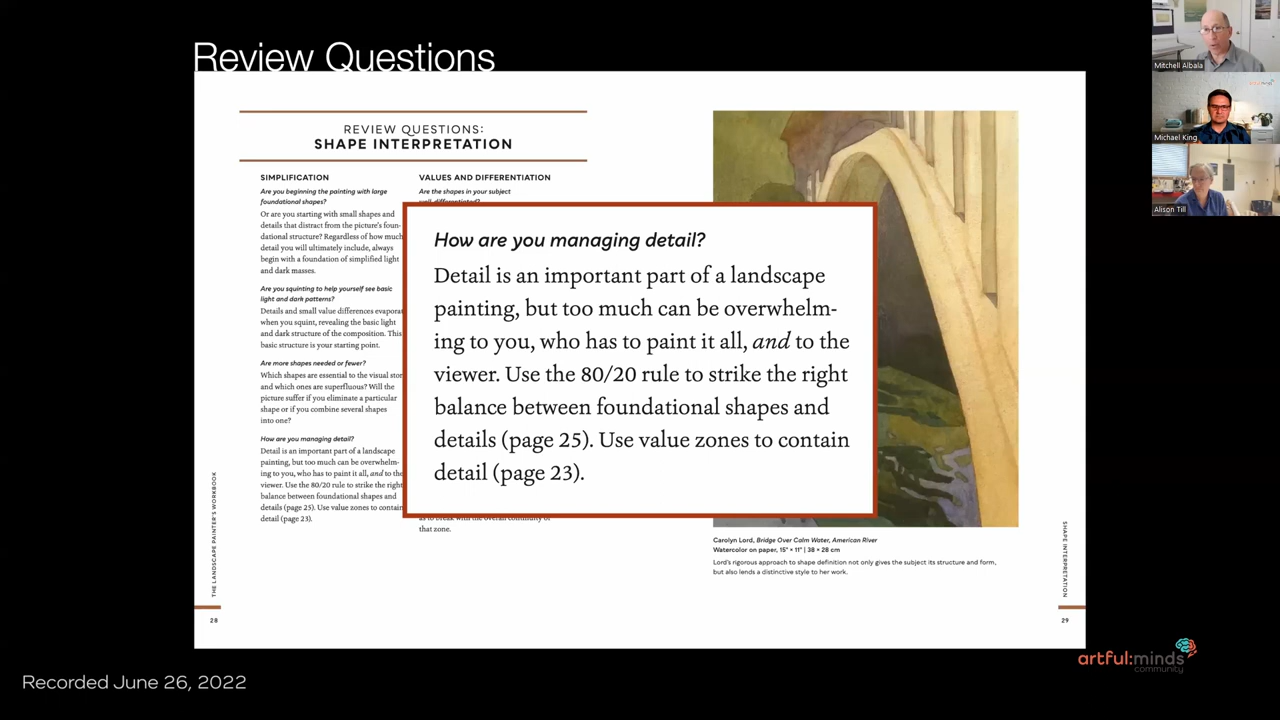 Review Questions
REVIEW QUESTIONS:
SHAPE INTERPRETATION
SIMPLIFICATION
Are you beginning the painting with large
foundational shapes?
Or are you starting with small shapes and
details that distract from the picture's foun-
dational structure? Regardless of how much
detail you will ultimately include, always
begin with a foundation of simplified light
and dark masses.
Are you squinting to help yourself see basic
light and dark patterns?
Details and small value differences evaporat
when you squint, revealing the basic light
and dark structure of the composition. This
basic structure is your starting point.
Are more shapes needed or fewer?
Which shapes are essential to the visual stor
and which ones are superfluous? Will the
picture suffer if you eliminate a particular
shape or if you combine several shapes
into one?
How are you managing detail?
Detail is an important part of a landscape
painting, but too much can be overwhelm-
ing to you, who has to paint it all, and to the
viewer. Use the 80/20 rule to strike the right
balance between foundational shapes and
details (page 25). Use value zones to contain
detail (page 23).
VALUES AND DIFFERENTIATION
Are the shapes in your subject
well differentiated?
How are you managing detail?
Detail is an important part of a landscape
painting, but too much can be overwhelm-
ing to you, who has to paint it all, and to the
viewer. Use the 80/20 rule to strike the right
balance between foundational shapes and
details (page 25). Use value zones to contain
detail (page 23).
as to break with the overall continuity of
that zone.
Carolyn Lord, Bridge Over Calm Water, American River
Watercolor on paper, 15" × 11" | 38 × 28 cm
Lord's rigorous approach to shape definition not only gives the subject its structure and form,
but also lends a distinctive style to her work.
THE LANDSCAPE PAINTER'S WORKBOOK
28
SHAPE INTERPRETATION
29
Mitchell Albala
artful:minds
Michael King
Alison Till
artful:minds
community
Recorded June 26, 2022